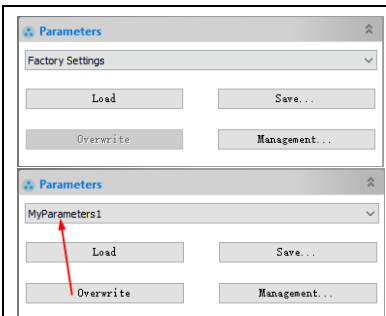 Parameters
Factory Settings
Load Save...
Overwrite Management...
Parameters
MyParameters1
Load Save...
Overwrite Management...